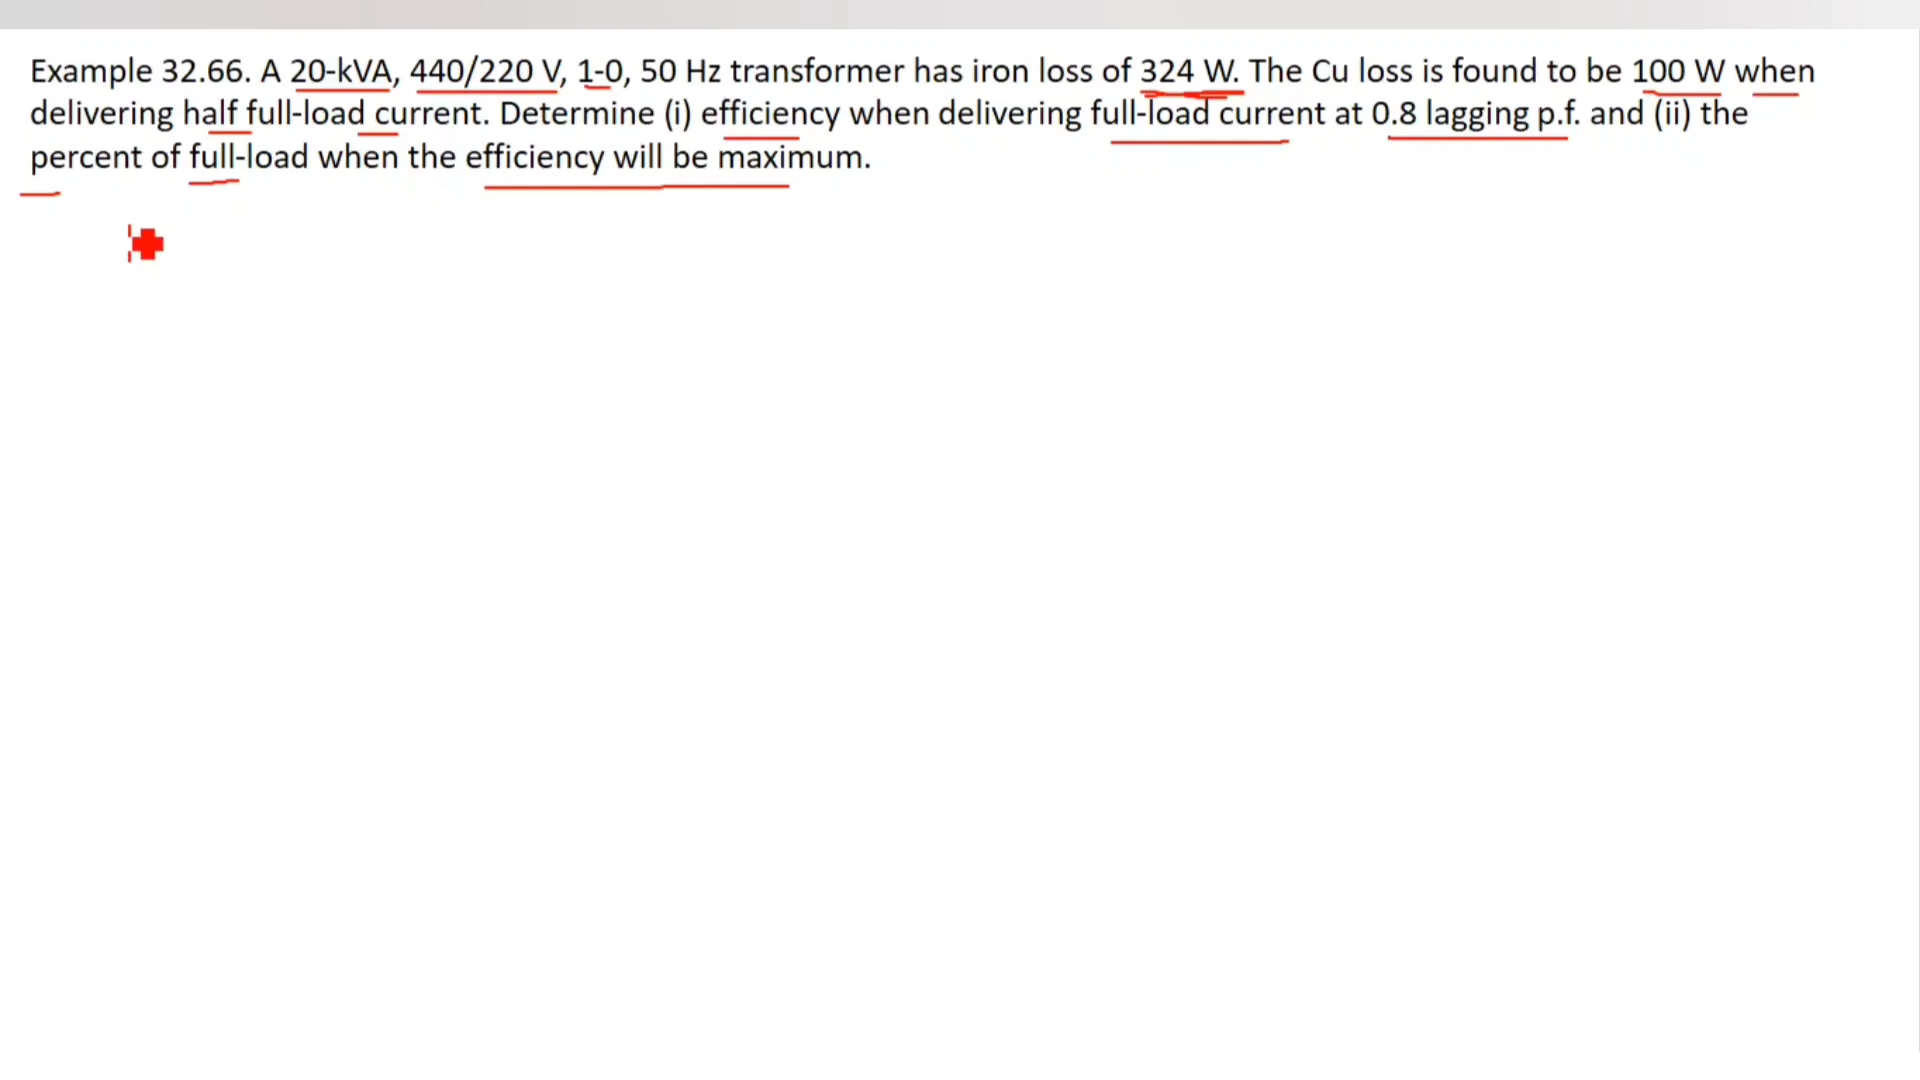 Example 32.66. A 20-kVA, 440/220 V, 1-0, 50 Hz transformer has iron loss of 324 W. The Cu loss is found to be 100 W when
delivering half full-load current. Determine (i) efficiency when delivering full-load current at 0.8 lagging p.f. and (ii) the
percent of full-load when the efficiency will be maximum.